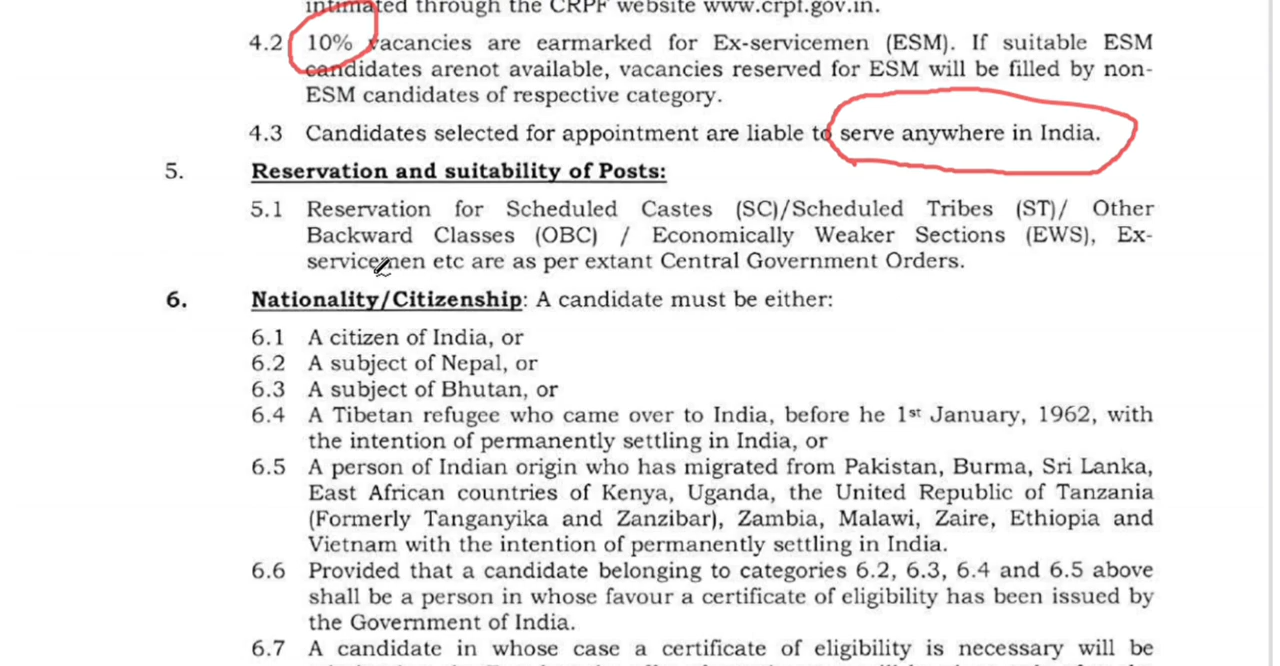 intimated through the CRPF website www.crpf.gov.in.
4.2 10% vacancies are earmarked for Ex-servicemen (ESM). If suitable ESM
candidates arenot available, vacancies reserved for ESM will be filled by non-
ESM candidates of respective category.
4.3 Candidates selected for appointment are liable to serve anywhere in India.
5. Reservation and suitability of Posts:
5.1 Reservation for Scheduled Castes (SC)/Scheduled Tribes (ST)/ Other
Backward Classes (OBC) / Economically Weaker Sections (EWS), Ex-
servicemen etc are as per extant Central Government Orders.
6. Nationality/Citizenship: A candidate must be either:
6.1 A citizen of India, or
6.2 A subject of Nepal, or
6.3 A subject of Bhutan, or
6.4 A Tibetan refugee who came over to India, before he 1st January, 1962, with
the intention of permanently settling in India, or
6.5 A person of Indian origin who has migrated from Pakistan, Burma, Sri Lanka,
East African countries of Kenya, Uganda, the United Republic of Tanzania
(Formerly Tanganyika and Zanzibar), Zambia, Malawi, Zaire, Ethiopia and
Vietnam with the intention of permanently settling in India.
6.6 Provided that a candidate belonging to categories 6.2, 6.3, 6.4 and 6.5 above
shall be a person in whose favour a certificate of eligibility has been issued by
the Government of India.
6.7 A candidate in whose case a certificate of eligibility is necessary will be